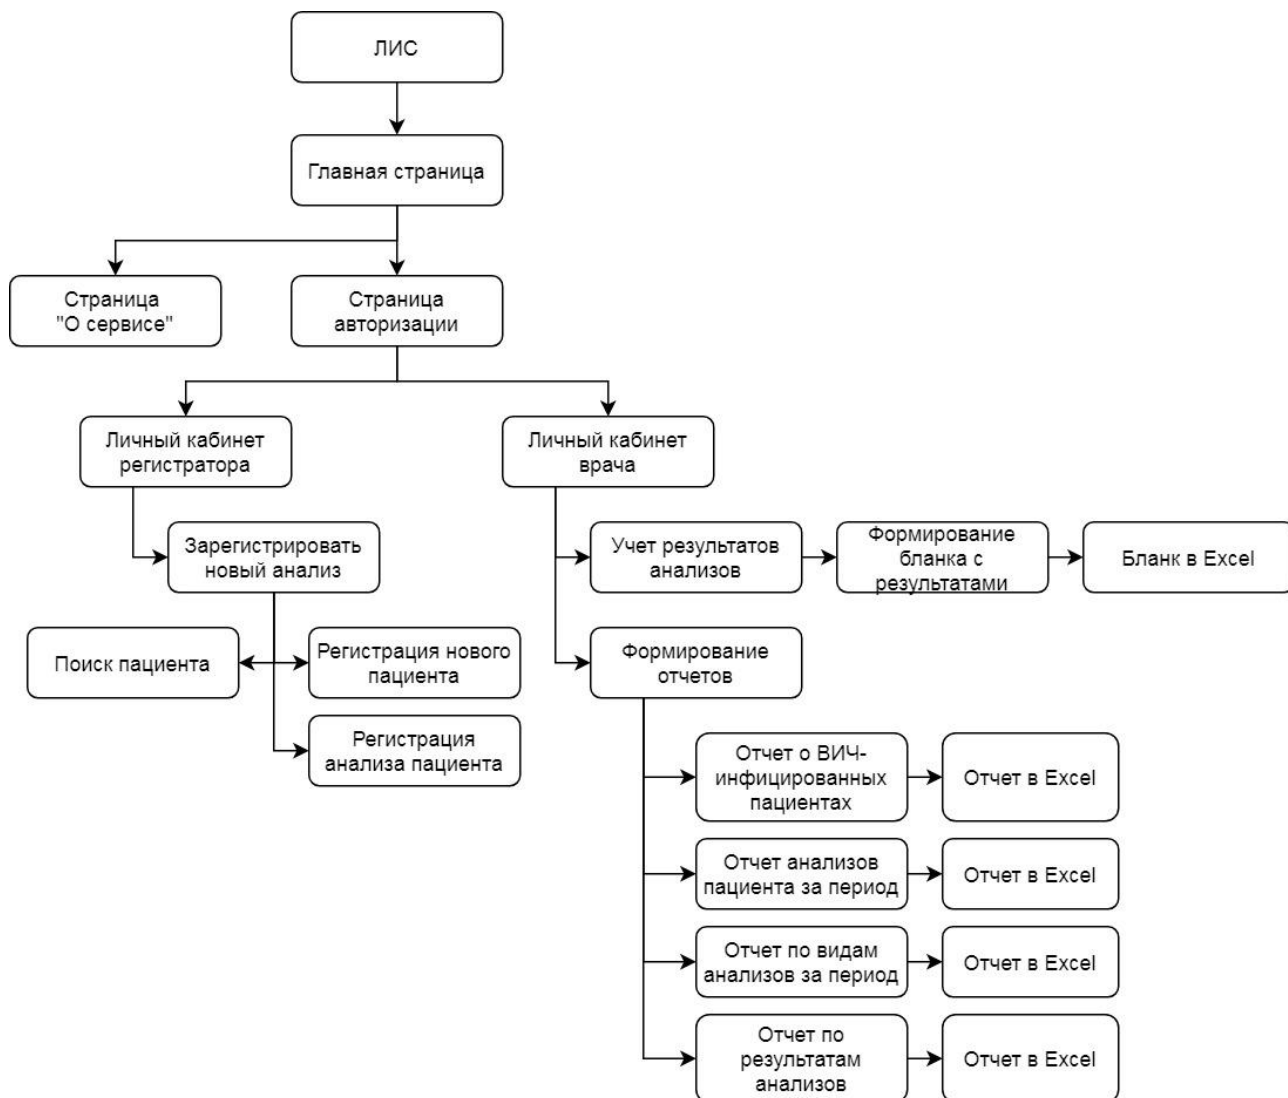 ЛИС
Главная страница
Страница
"О сервисе"
Страница
авторизации
Личный кабинет
регистратора
Личный кабинет
врача
Зарегистрировать
новый анализ
Учет результатов
анализов
Формирование
бланка с
результатами
Бланк в Excel
Поиск пациента
Регистрация нового
пациента
Формирование
отчетов
Регистрация
анализа пациента
Отчет о ВИЧ-
инфицированных
пациентах
Отчет в Excel
Отчет анализов
пациента за период
Отчет в Excel
Отчет по видам
анализов за период
Отчет в Excel
Отчет по
результатам
анализов
Отчет в Excel